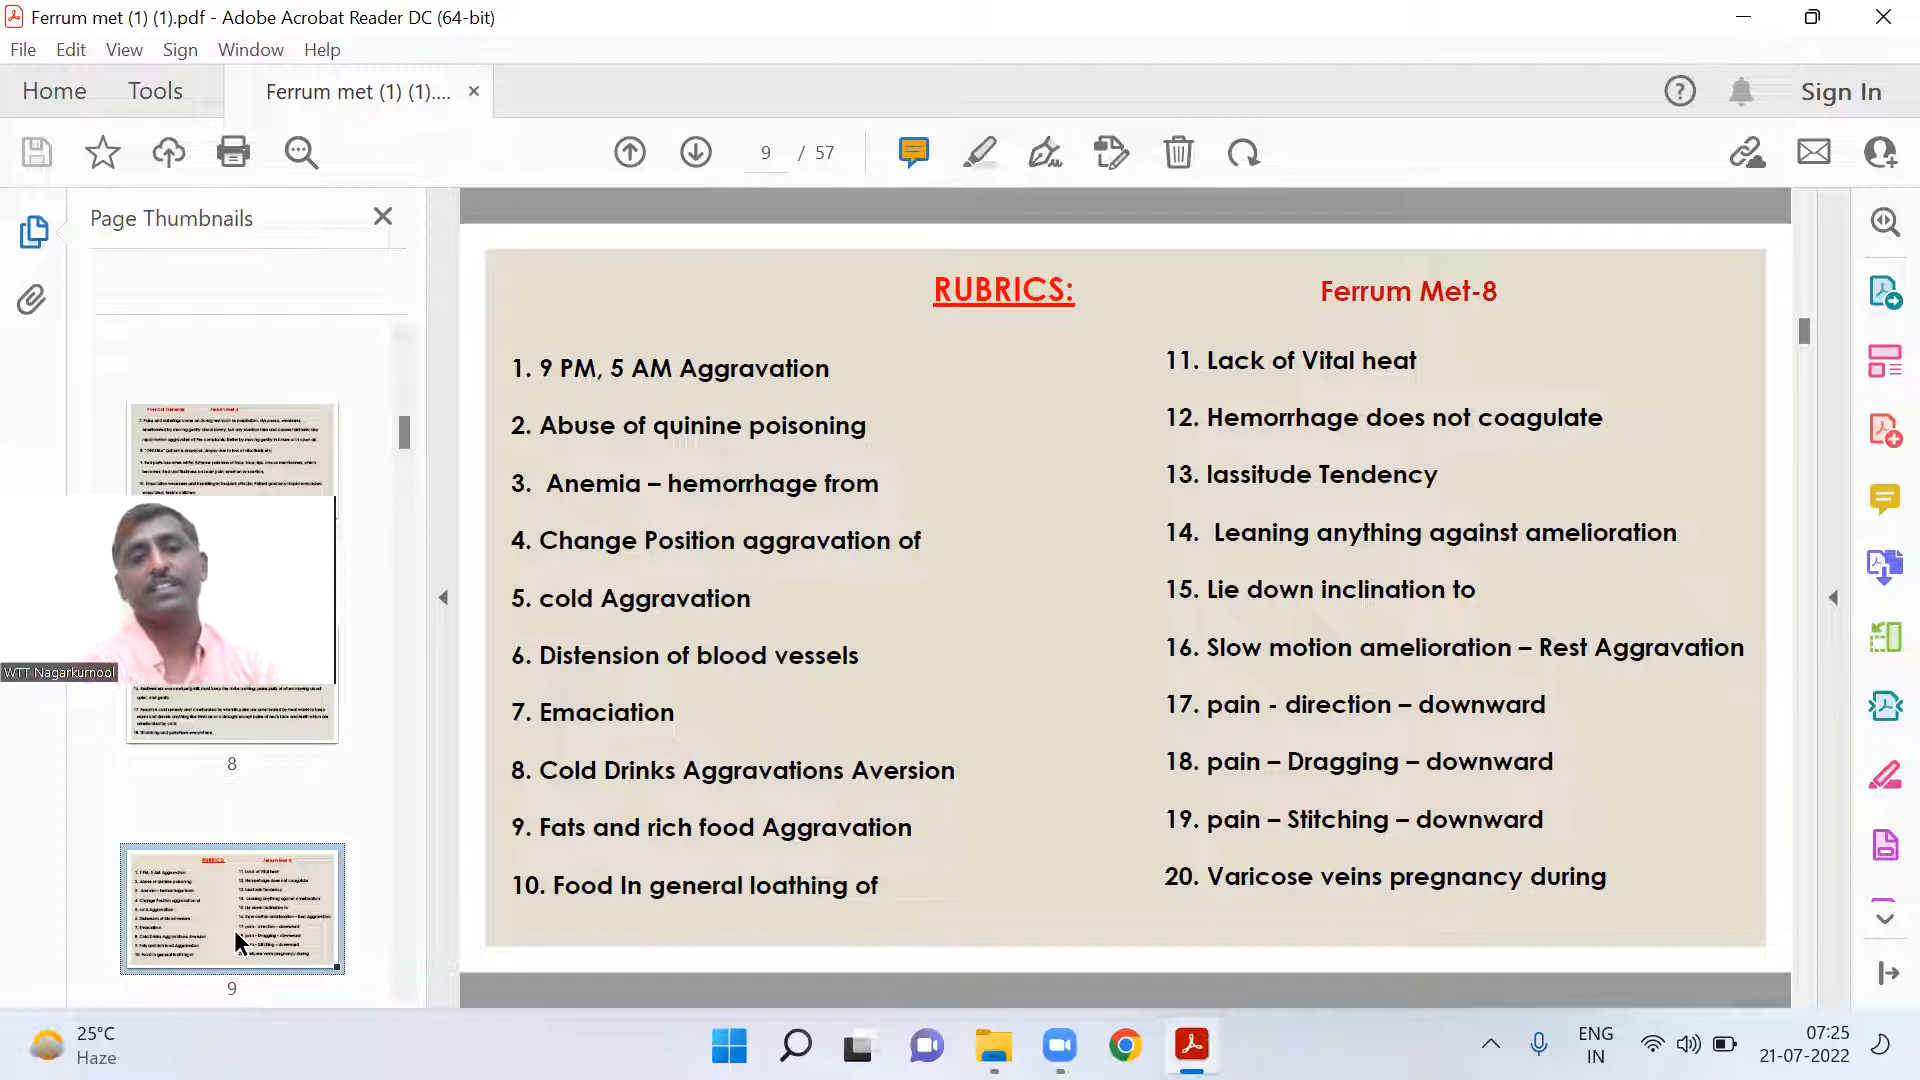 Ferrum met (1) (1).pdf - Adobe Acrobat Reader DC (64-bit)
File Edit View Sign Window Help
Home Tools Ferrum met (1) (1).... × Sign In
9 / 57
Page Thumbnails
RUBRICS: Ferrum Met-8
1. 9 PM, 5 AM Aggravation
2. Abuse of quinine poisoning
3. Anemia – hemorrhage from
4. Change Position aggravation of
5. cold Aggravation
6. Distension of blood vessels
7. Emaciation
8. Cold Drinks Aggravations Aversion
9. Fats and rich food Aggravation
10. Food In general loathing of
11. Lack of Vital heat
12. Hemorrhage does not coagulate
13. lassitude Tendency
14. Leaning anything against amelioration
15. Lie down inclination to
16. Slow motion amelioration – Rest Aggravation
17. pain - direction – downward
18. pain – Dragging – downward
19. pain – Stitching – downward
20. Varicose veins pregnancy during
WTT Nagarkurnool
8
9
25°C
Haze
ENG
IN
07:25
21-07-2022